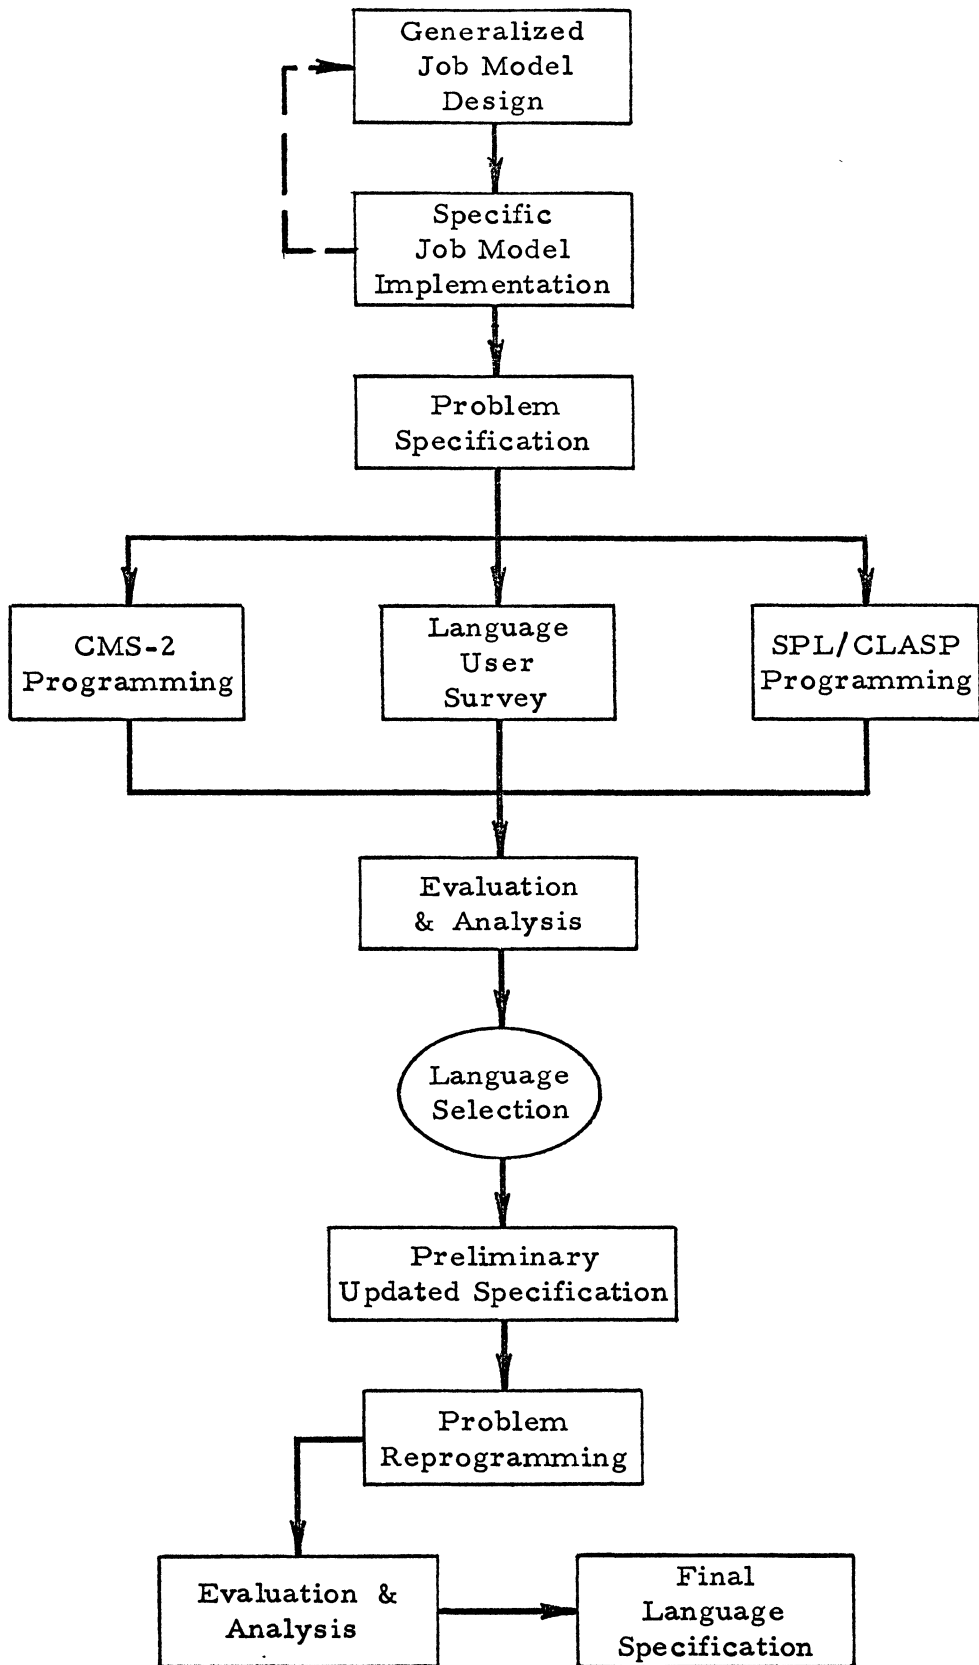 Generalized
Job Model
Design
Specific
Job Model
Implementation
Problem
Specification
CMS-2
Programming
Language
User
Survey
SPL/CLASP
Programming
Evaluation
& Analysis
Language
Selection
Preliminary
Updated Specification
Problem
Reprogramming
Evaluation &
Analysis
Final
Language
Specification